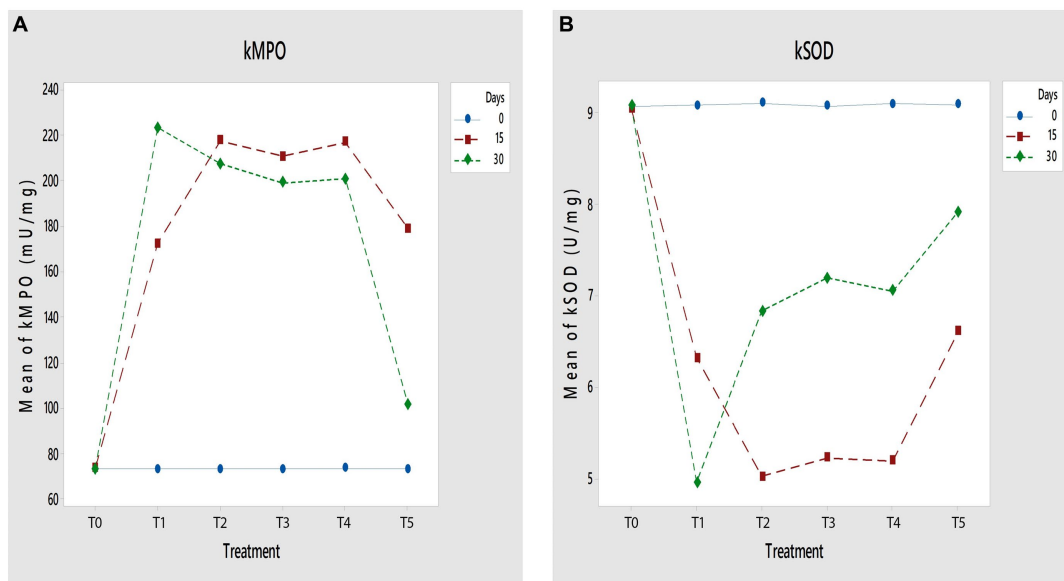 A
kMPO
240
220
200
180
160
140
120
100
80
60
Mean of kMPO (mU/mg)
T0 T1 T2 T3 T4 T5
Treatment
Days
0
15
30
B
kSOD
9
8
7
6
5
Mean of kSOD (U/mg)
T0 T1 T2 T3 T4 T5
Treatment
Days
0
15
30